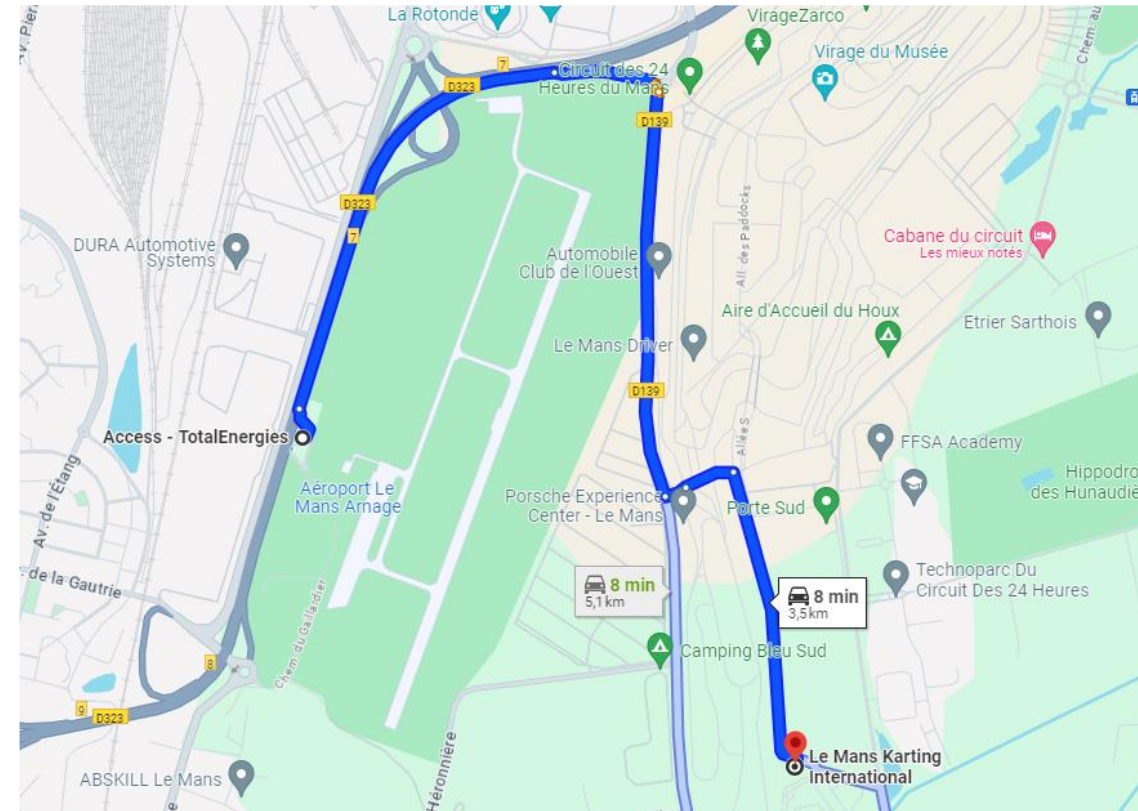 Av. Pier
La Rotonde
VirageZarco
Chem. au
7
Circuit des 24
Heures du Mans
Virage du Musée
D323
D139
All. des Paddocks
D323
7
DURA Automotive
Systems
Automobile
Club de l'Ouest
Cabane du circuit
Les mieux notés
Aire d'Accueil du Houx
Etrier Sarthois
Le Mans Driver
D139
Access - TotalEnergies
Allée S
FFSA Academy
Av. de l'Étang
Aéroport Le
Mans Arnage
Porsche Experience
Center - Le Mans
Porte Sud
Hippodro
des Hunaudiè
de la Gautrie
8 min
5,1 km
8 min
3,5 km
Technoparc Du
Circuit Des 24 Heures
Chem. du Gaillardier
Camping Bleu Sud
8
9
D323
Héronnière
ABSKILL Le Mans
Le Mans Karting
International